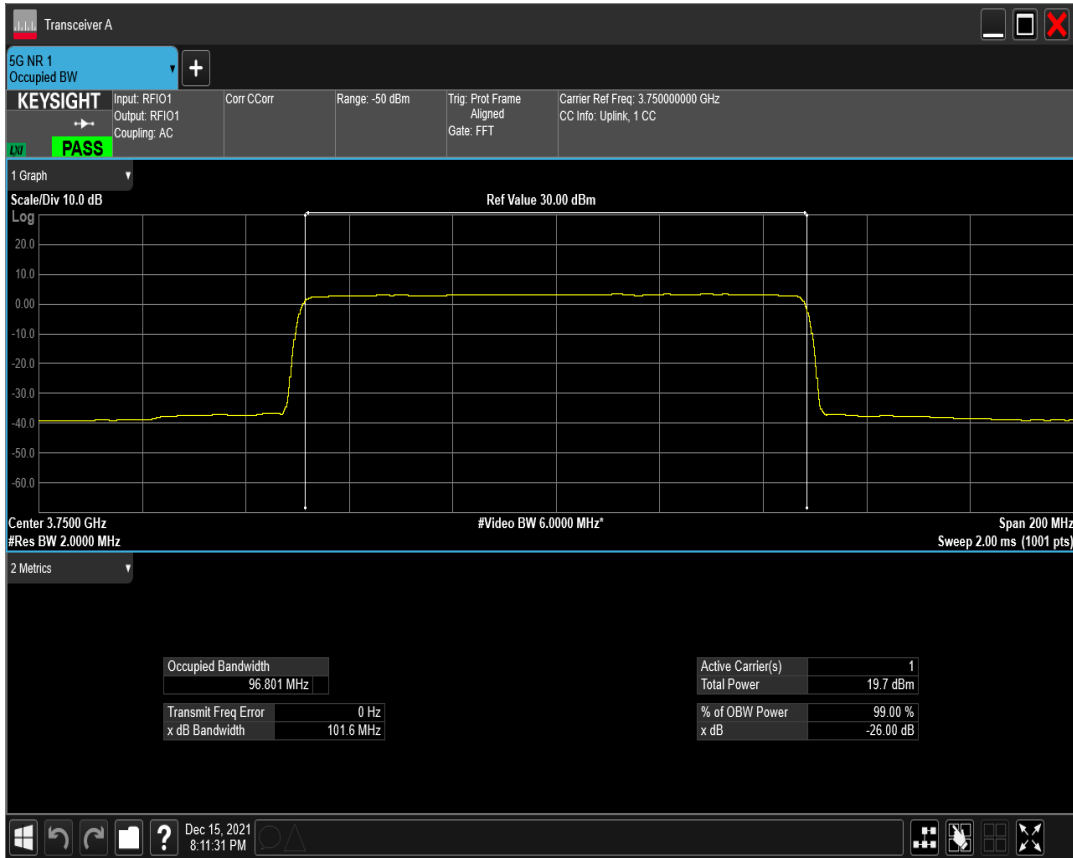 Transceiver A
5G NR 1
Occupied BW
KEYSIGHT
LXI
PASS
Input: RFIO1
Output: RFIO1
Coupling: AC
Corr CCorr
Range: -50 dBm
Trig: Prot Frame
Aligned
Gate: FFT
Carrier Ref Freq: 3.750000000 GHz
CC Info: Uplink, 1 CC
1 Graph
Scale/Div 10.0 dB
Ref Value 30.00 dBm
Log
20.0
10.0
0.00
-10.0
-20.0
-30.0
-40.0
-50.0
-60.0
Center 3.7500 GHz
#Video BW 6.0000 MHz*
Span 200 MHz
#Res BW 2.0000 MHz
Sweep 2.00 ms (1001 pts)
2 Metrics
Occupied Bandwidth
96.801 MHz
Transmit Freq Error 0 Hz
x dB Bandwidth 101.6 MHz
Active Carrier(s) 1
Total Power 19.7 dBm
% of OBW Power 99.00 %
x dB -26.00 dB
?
Dec 15, 2021
8:11:31 PM